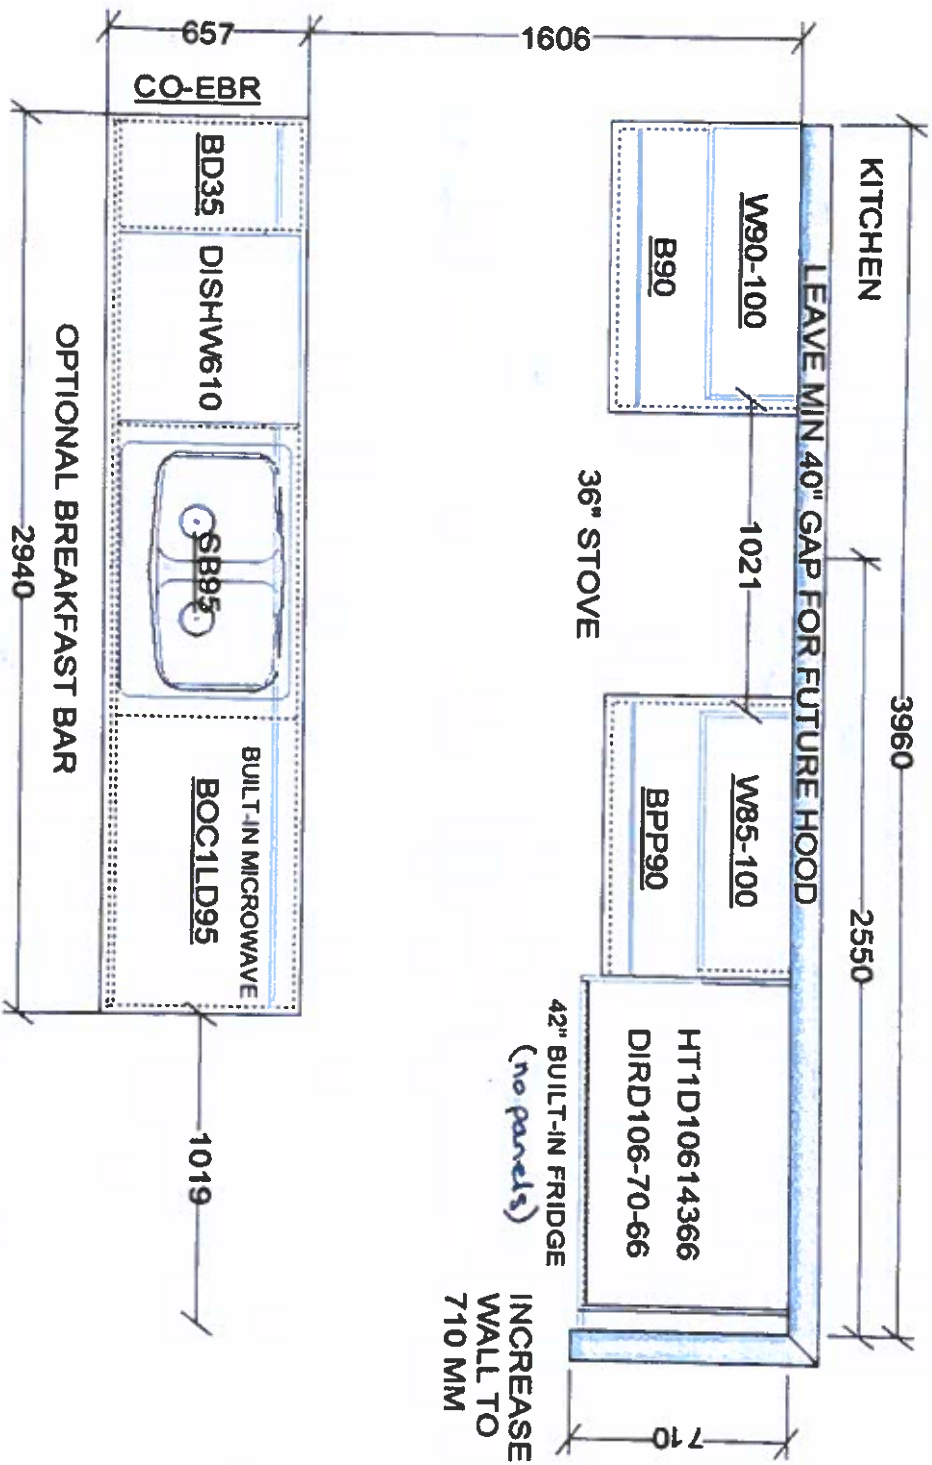 KITCHEN
3960
2550
LEAVE MIN 40" GAP FOR FUTURE HOOD
W90-100
B90
1021
36" STOVE
W85-100
BPP90
HT1D10614366
DIRD106-70-66
42" BUILT-IN FRIDGE
(no panels)
INCREASE
WALL TO
710 MM
710
1606
657
CO-EBR
BD35
DISHW610
SB95
BUILT-IN MICROWAVE
BOC1LD95
1019
OPTIONAL BREAKFAST BAR
2940